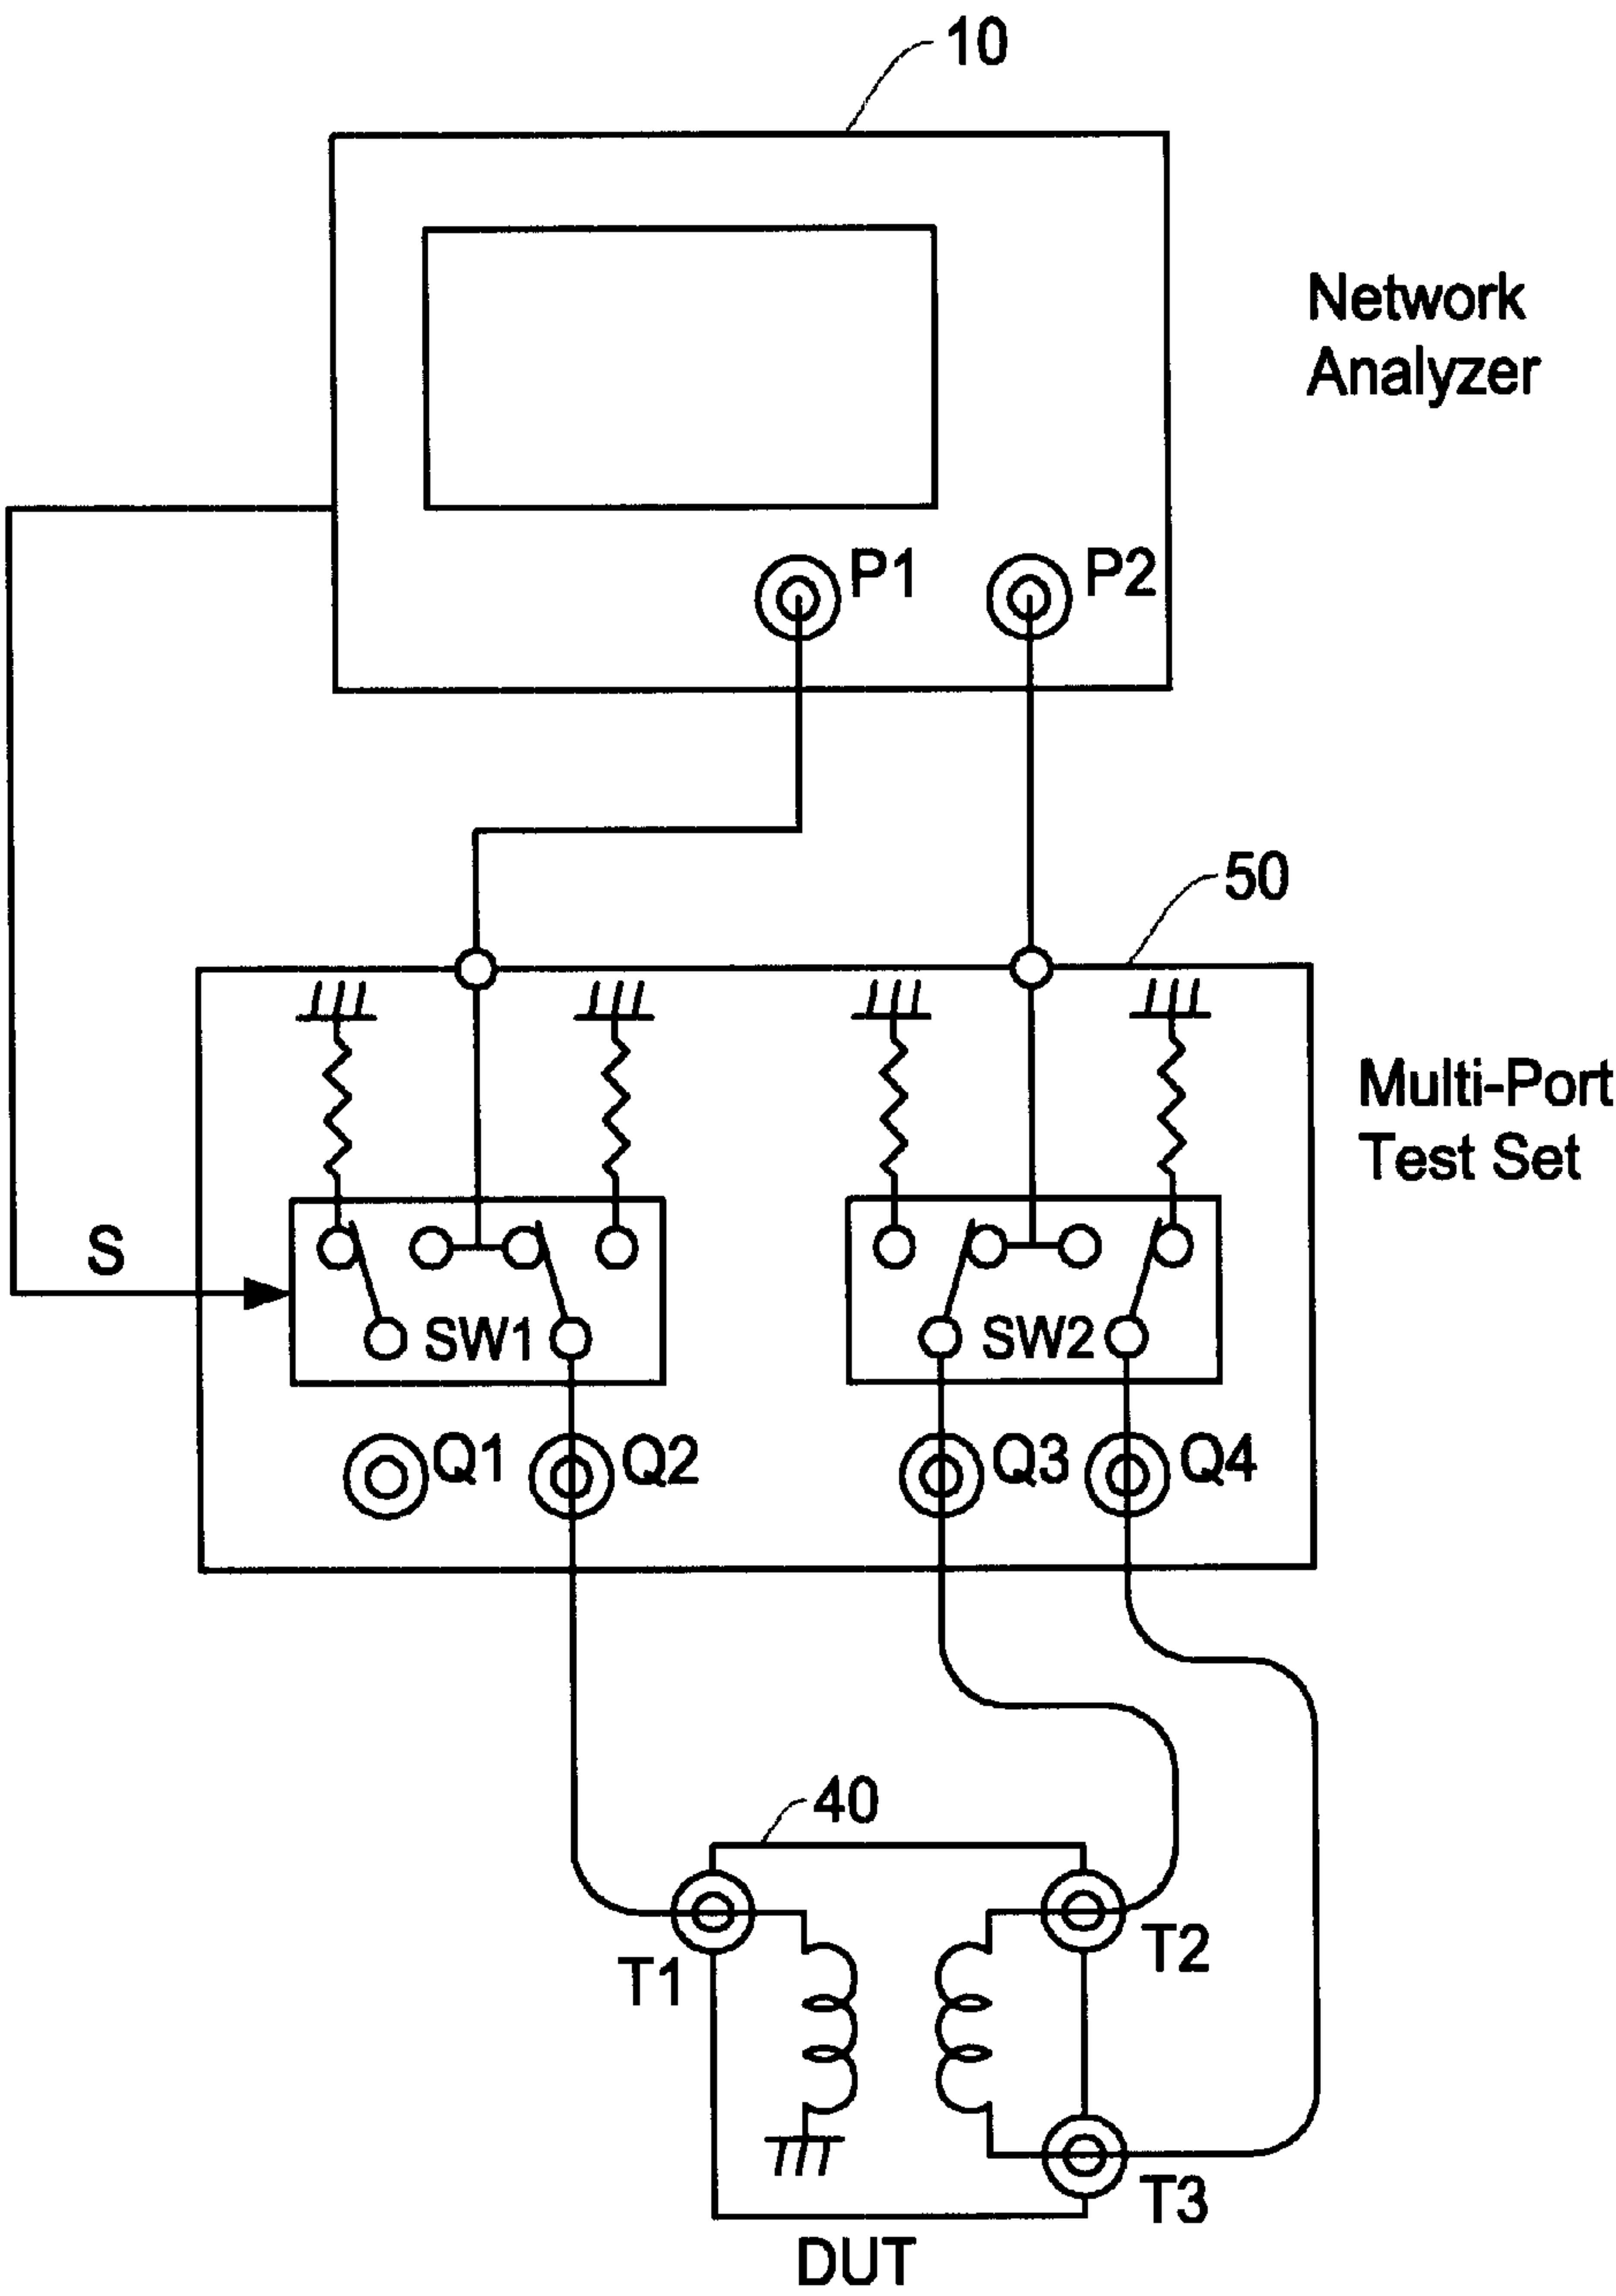 10
Network
Analyzer
P1
P2
50
Multi-Port
Test Set
S
SW1
SW2
Q1
Q2
Q3
Q4
40
T1
T2
T3
DUT